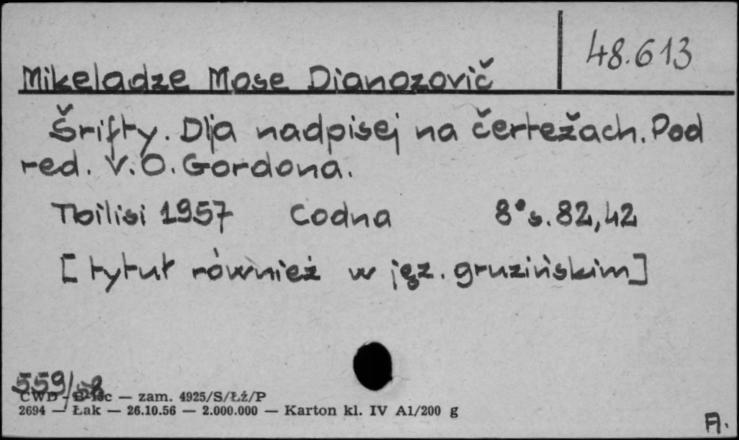 48.613
Mikeladze Mose Dianozovič
Šrifty. Dlja nadpisej na čertežach. Pod
red. V.O. Gordona.
Tbilisi 1957 Codna 8° s. 82,42
[tytuł również w jęz. gruzińskim]
559/58
CWD — zam. 4925/S/Łź/P
2694 — Łak — 26.10.56 — 2.000.000 — Karton kl. IV A1/200 g
A.